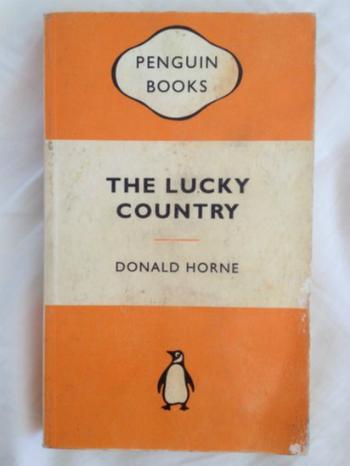 PENGUIN
BOOKS
THE LUCKY
COUNTRY
DONALD HORNE